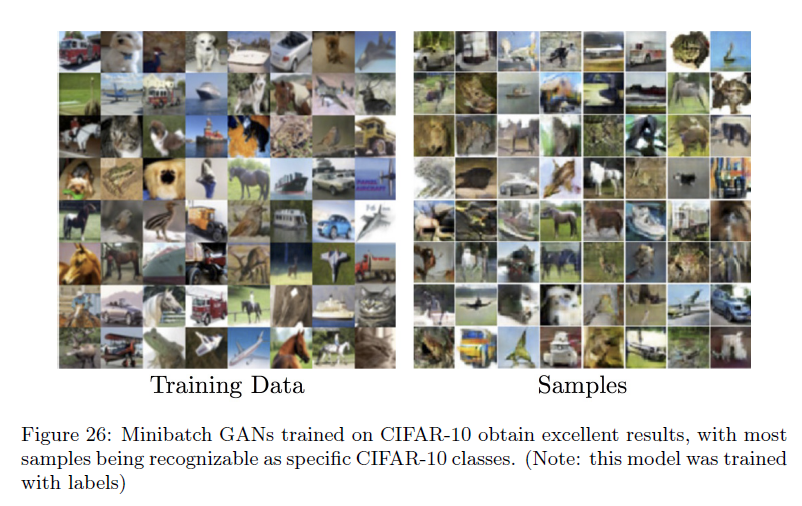 Training Data
Samples
Figure 26: Minibatch GANs trained on CIFAR-10 obtain excellent results, with most
samples being recognizable as specific CIFAR-10 classes. (Note: this model was trained
with labels)